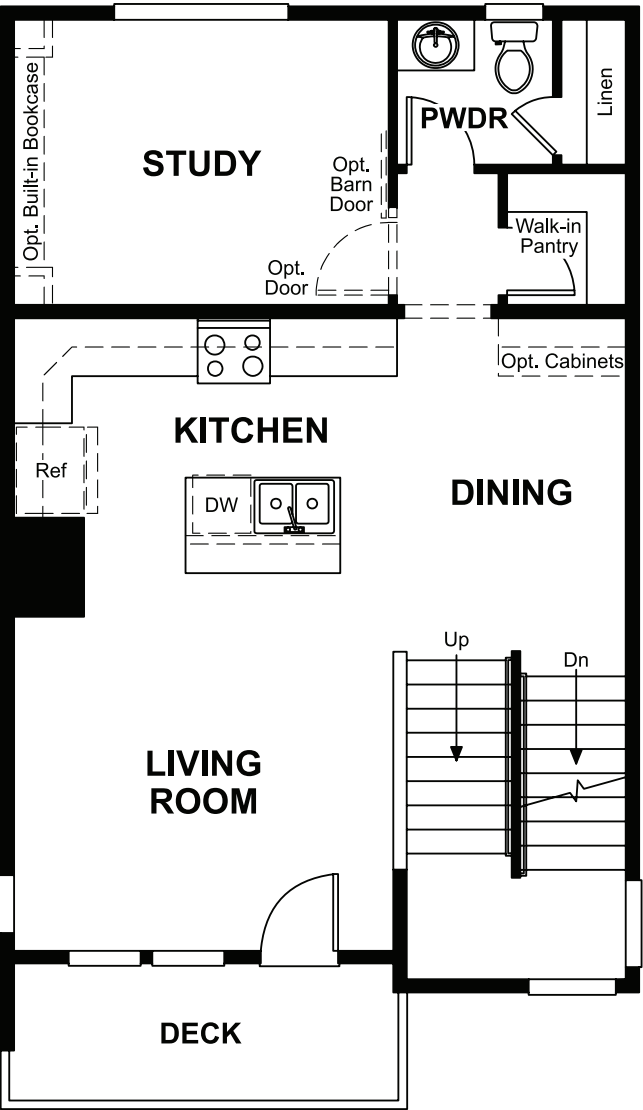 Opt. Built-in Bookcase
STUDY
PWDR
Linen
Opt.
Barn
Door
Opt.
Door
Walk-in
Pantry
Opt. Cabinets
KITCHEN
Ref
DW
DINING
Up
Dn
LIVING
ROOM
DECK